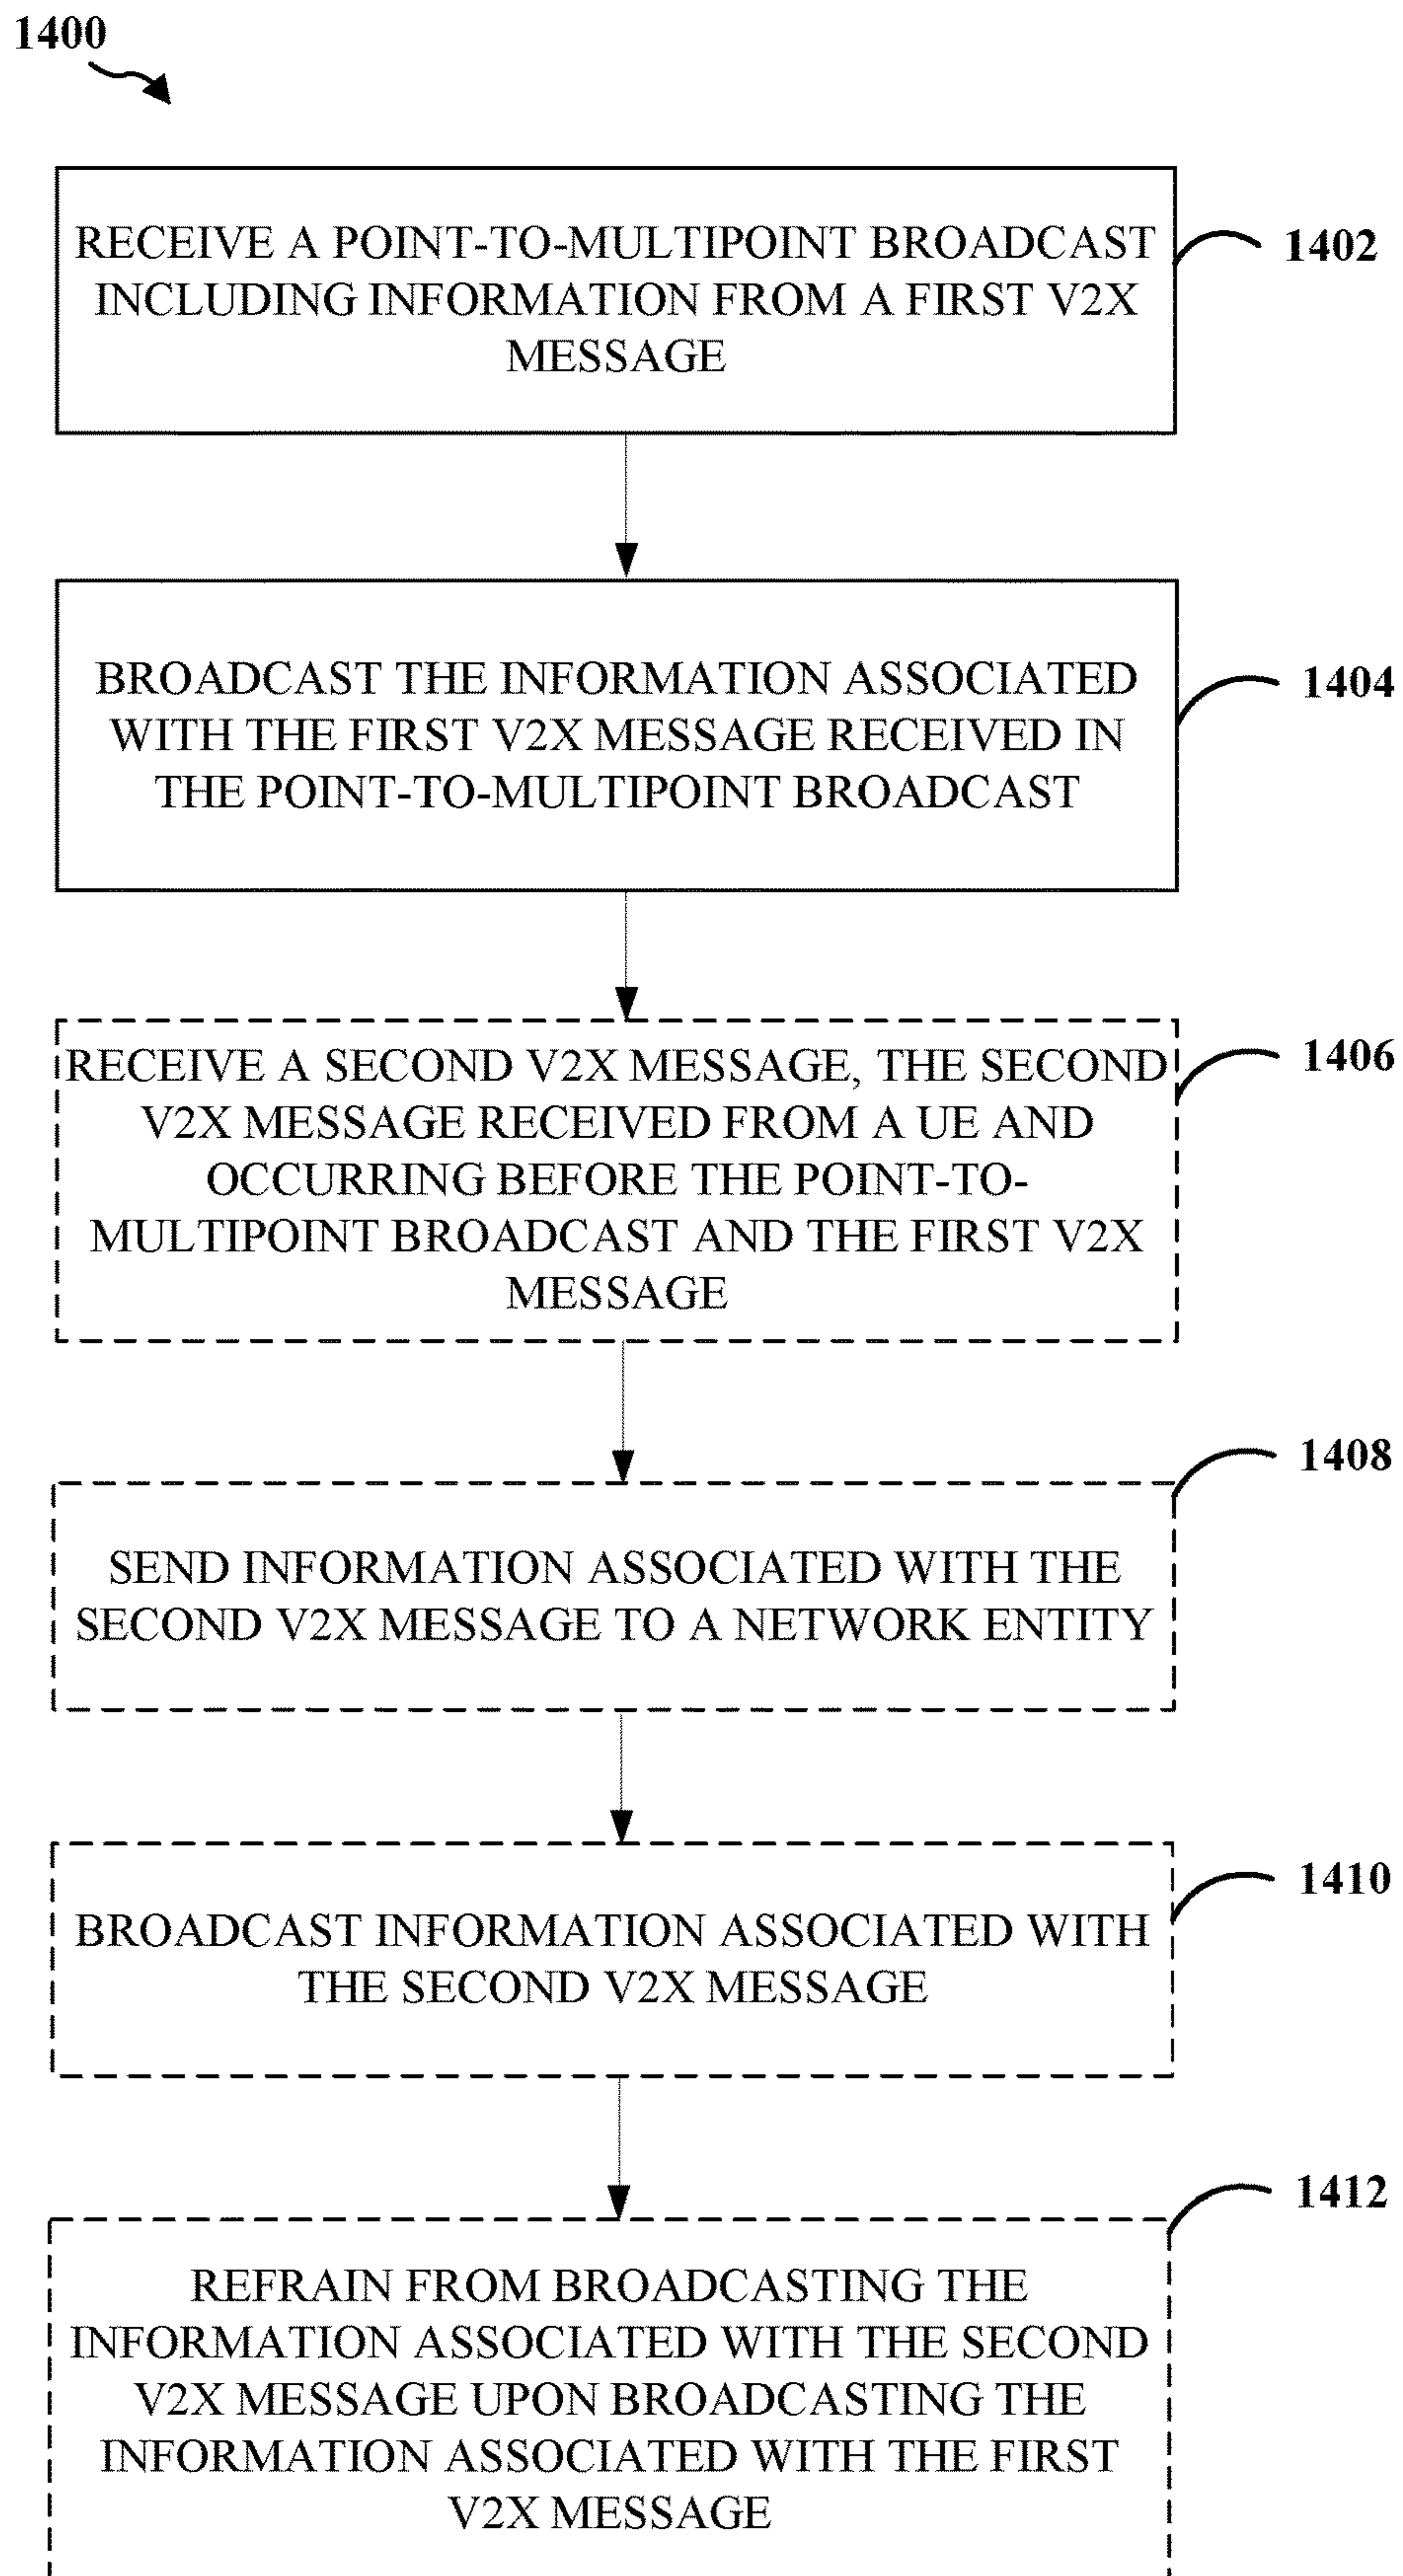 1400
RECEIVE A POINT-TO-MULTIPOINT BROADCAST
INCLUDING INFORMATION FROM A FIRST V2X
MESSAGE
1402
BROADCAST THE INFORMATION ASSOCIATED
WITH THE FIRST V2X MESSAGE RECEIVED IN
THE POINT-TO-MULTIPOINT BROADCAST
1404
RECEIVE A SECOND V2X MESSAGE, THE SECOND
V2X MESSAGE RECEIVED FROM A UE AND
OCCURRING BEFORE THE POINT-TO-
MULTIPOINT BROADCAST AND THE FIRST V2X
MESSAGE
1406
SEND INFORMATION ASSOCIATED WITH THE
SECOND V2X MESSAGE TO A NETWORK ENTITY
1408
BROADCAST INFORMATION ASSOCIATED WITH
THE SECOND V2X MESSAGE
1410
REFRAIN FROM BROADCASTING THE
INFORMATION ASSOCIATED WITH THE SECOND
V2X MESSAGE UPON BROADCASTING THE
INFORMATION ASSOCIATED WITH THE FIRST
V2X MESSAGE
1412